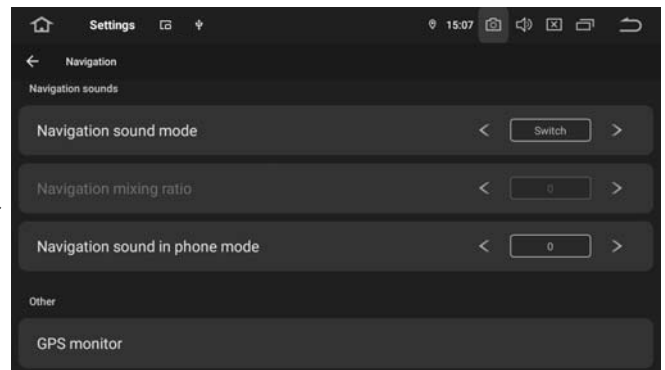 Settings 15:07
Navigation
Navigation sounds
Navigation sound mode Switch
Navigation mixing ratio 0
Navigation sound in phone mode 0
Other
GPS monitor